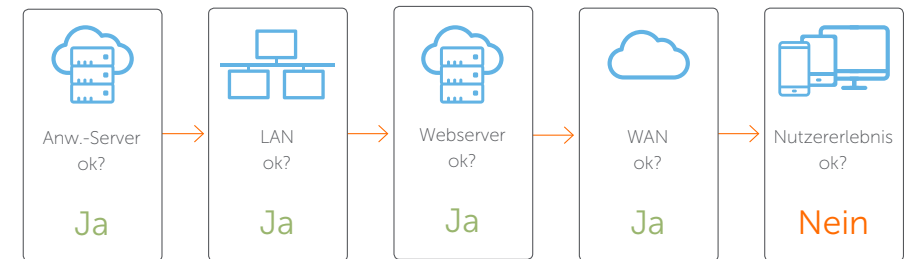 Anw.-Server
ok?
Ja
LAN
ok?
Ja
Webserver
ok?
Ja
WAN
ok?
Ja
Nutzererlebnis
ok?
Nein